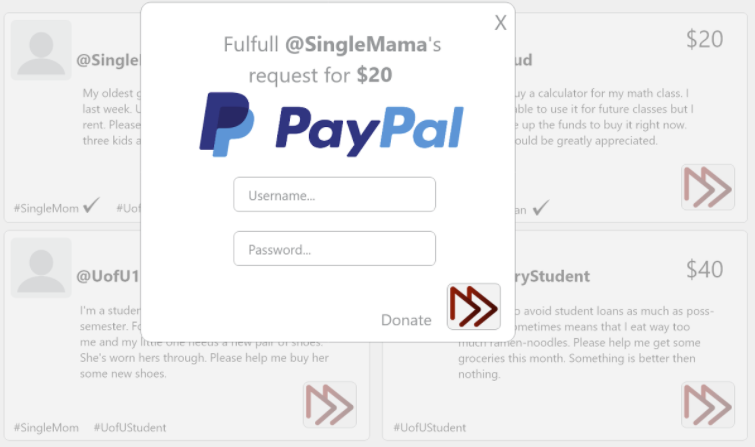 X
Fulfull @SingleMama's
request for $20
PayPal
Username...
Password...
Donate
@Singlel
My oldest g
last week. U
rent. Please
three kids a
#SingleMom #Uof
$20
ud
uy a calculator for my math class. I
able to use it for future classes but I
e up the funds to buy it right now.
ould be greatly appreciated.
an
@UofU1
I'm a studen
semester. Fo
me and my little one needs a new pair of shoes.
She's worn hers through. Please help me buy her
some new shoes.
#SingleMom #UofUStudent
ryStudent
$40
o avoid student loans as much as poss-
metimes means that I eat way too
much ramen-noodles. Please help me get some
groceries this month. Something is better then
nothing.
#UofUStudent